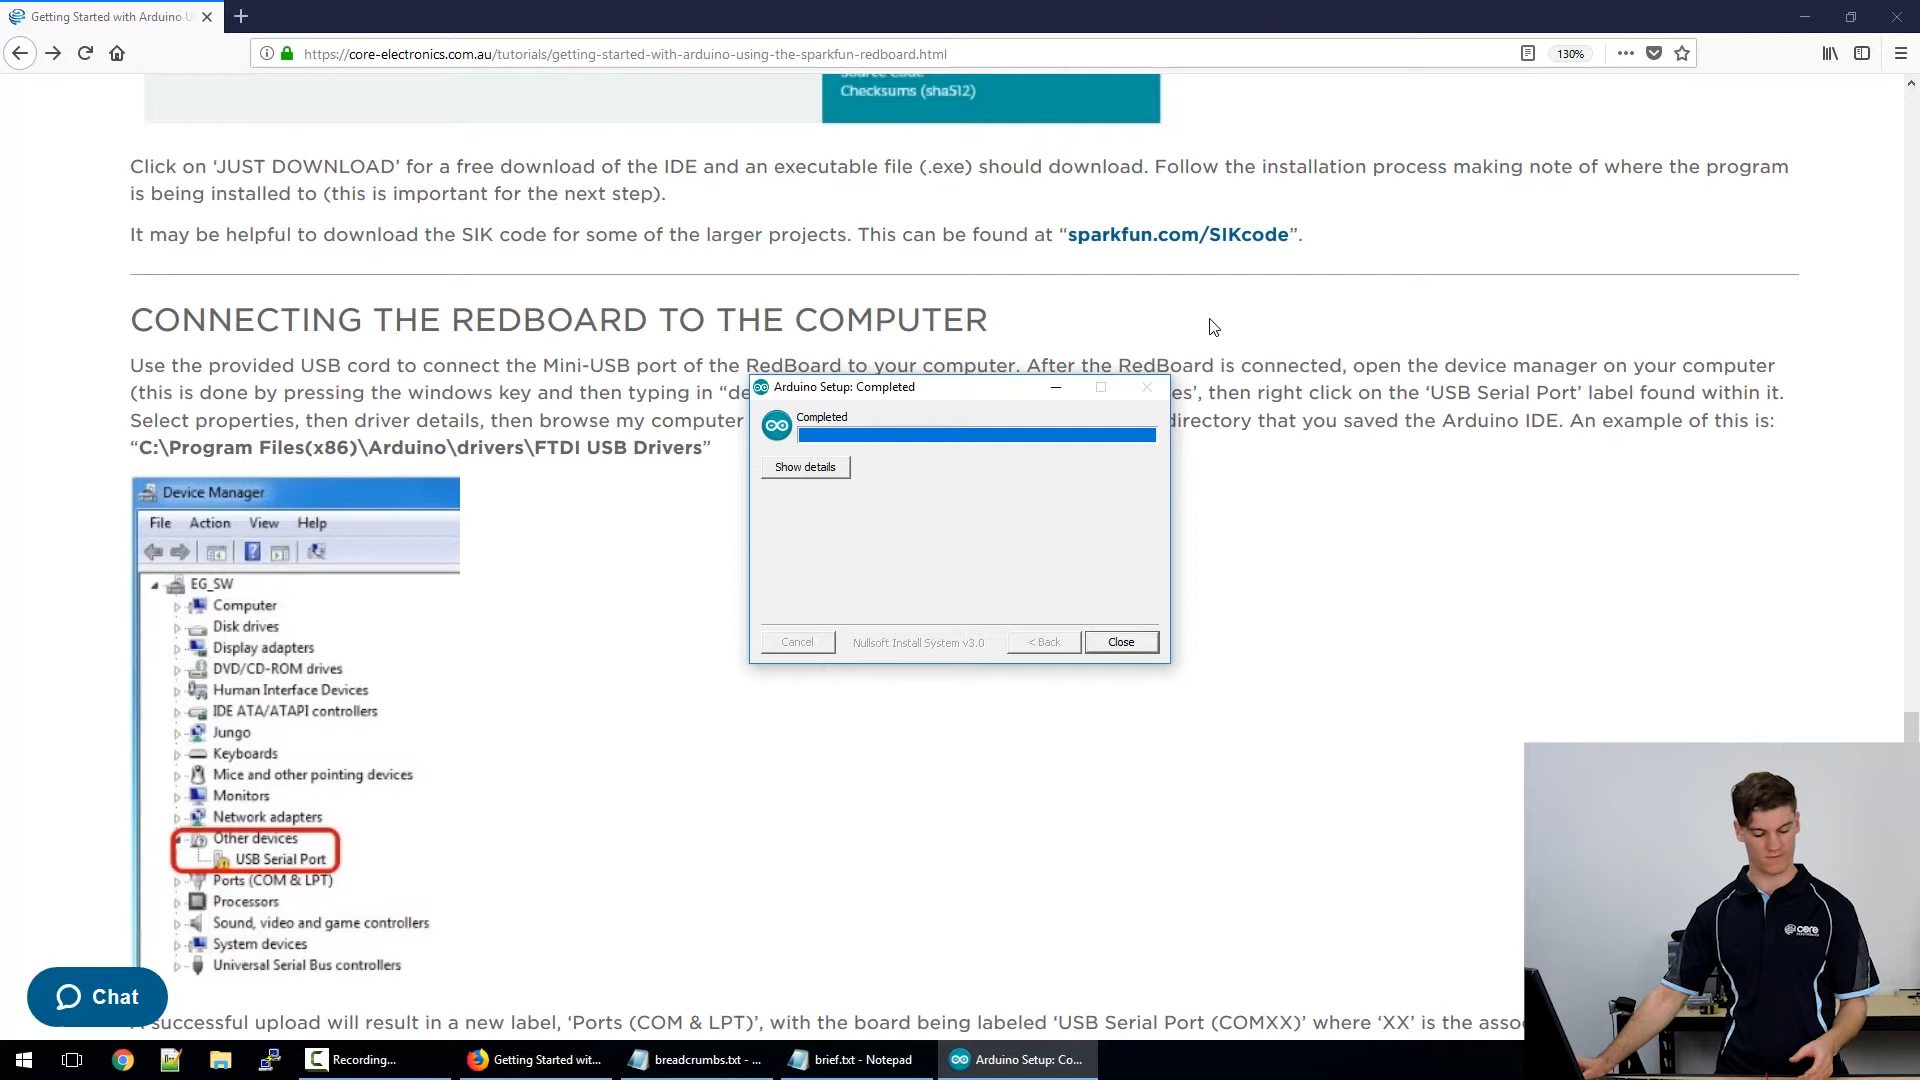 Getting Started with Arduino U
https://core-electronics.com.au/tutorials/getting-started-with-arduino-using-the-sparkfun-redboard.html
130%
Checksums (sha512)
Click on ‘JUST DOWNLOAD’ for a free download of the IDE and an executable file (.exe) should download. Follow the installation process making note of where the program
is being installed to (this is important for the next step).
It may be helpful to download the SIK code for some of the larger projects. This can be found at “sparkfun.com/SIKcode”.
CONNECTING THE REDBOARD TO THE COMPUTER
Use the provided USB cord to connect the Mini-USB port of the RedBoard to your computer. After the RedBoard is connected, open the device manager on your computer
(this is done by pressing the windows key and then typing in “de es’, then right click on the ‘USB Serial Port’ label found within it.
Select properties, then driver details, then browse my computer directory that you saved the Arduino IDE. An example of this is:
“C:\Program Files(x86)\Arduino\drivers\FTDI USB Drivers”
Arduino Setup: Completed
Completed
Show details
Cancel
Nullsoft Install System v3.0
< Back
Close
Device Manager
File Action View Help
EG_SW
Computer
Disk drives
Display adapters
DVD/CD-ROM drives
Human Interface Devices
IDE ATA/ATAPI controllers
Jungo
Keyboards
Mice and other pointing devices
Monitors
Network adapters
Other devices
USB Serial Port
Ports (COM & LPT)
Processors
Sound, video and game controllers
System devices
Universal Serial Bus controllers
Chat
successful upload will result in a new label, ‘Ports (COM & LPT)’, with the board being labeled ‘USB Serial Port (COMXX)’ where ‘XX’ is the asso
core
Recording...
Getting Started wit...
breadcrumbs.txt - ...
brief.txt - Notepad
Arduino Setup: Co...